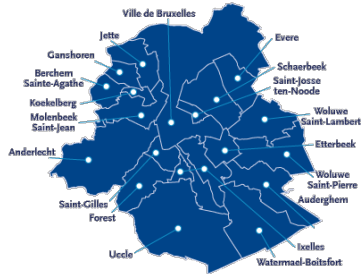 Ville de Bruxelles
Jette
Evere
Ganshoren
Schaerbeek
Berchem
Sainte-Agathe
Saint-Josse
ten-Noode
Koekelberg
Woluwe
Saint-Lambert
Molenbeek
Saint-Jean
Etterbeek
Anderlecht
Woluwe
Saint-Pierre
Auderghem
Saint-Gilles
Forest
Ixelles
Uccle
Watermael-Boitsfort